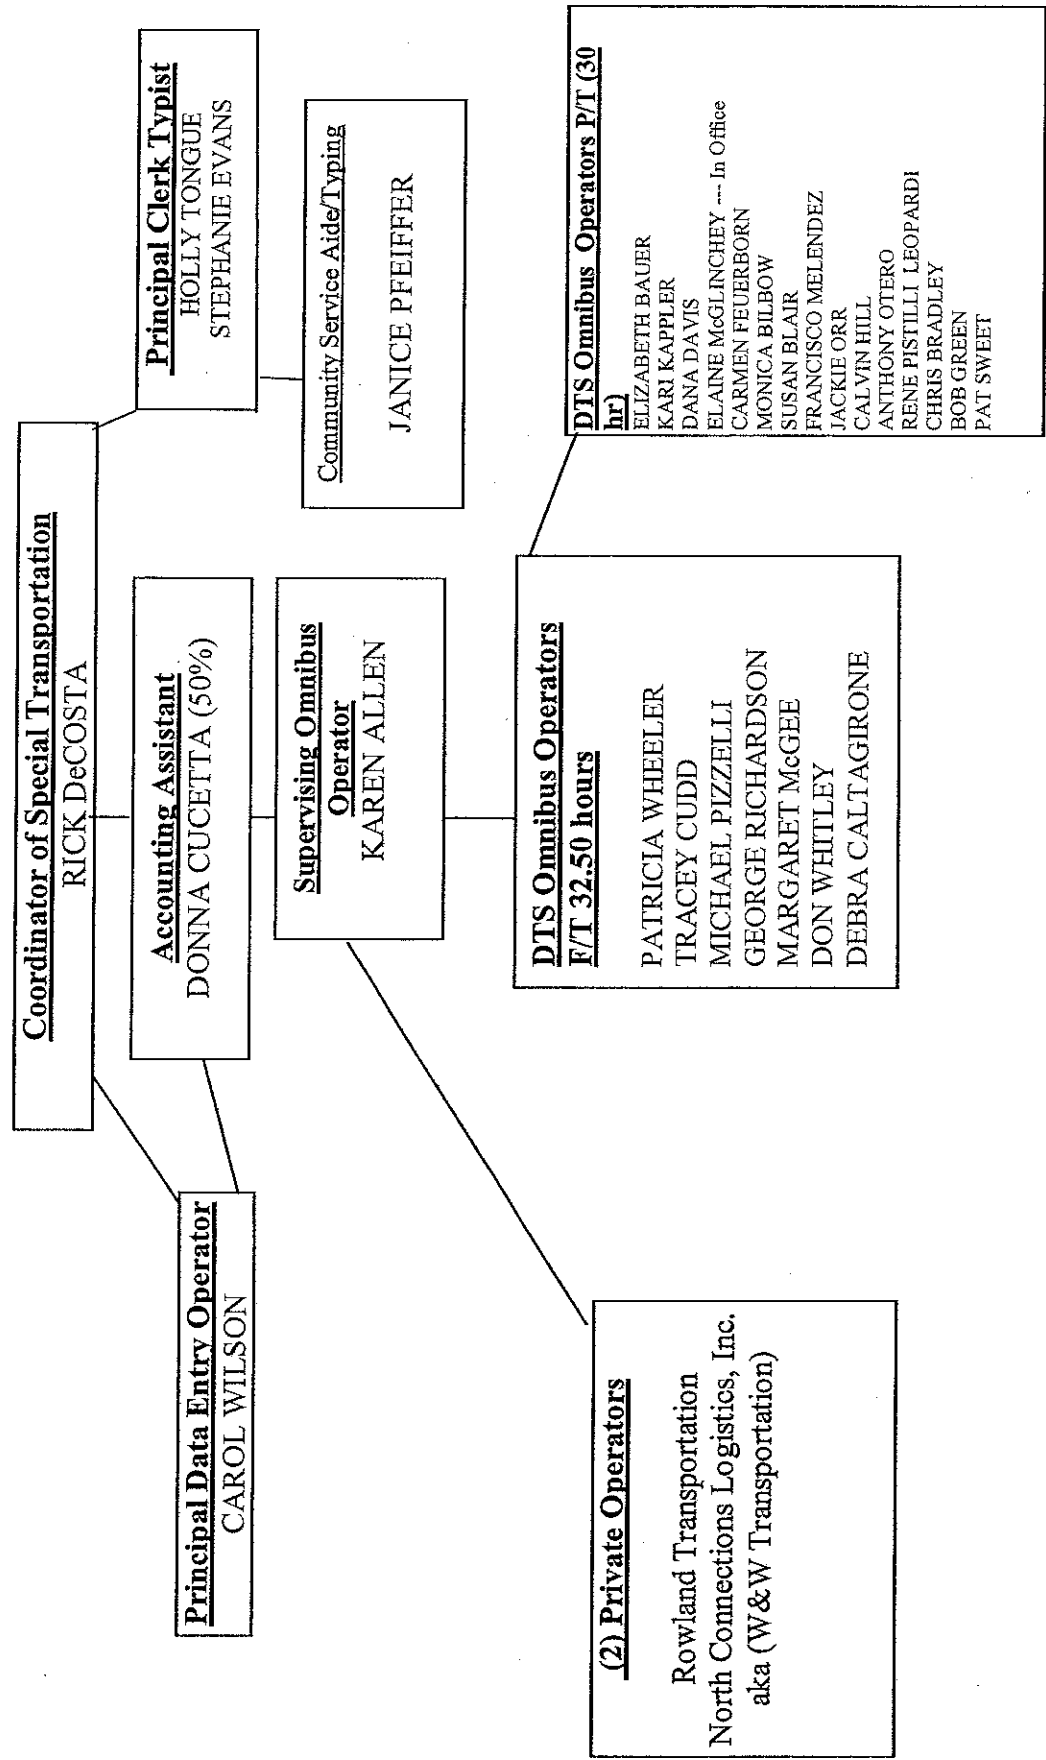 Coordinator of Special Transportation
RICK DeCOSTA
Principal Data Entry Operator
CAROL WILSON
Accounting Assistant
DONNA CUCETTA (50%)
Principal Clerk Typist
HOLLY TONGUE
STEPHANIE EVANS
Supervising Omnibus
Operator
KAREN ALLEN
Community Service Aide/Typing
JANICE PFEIFFER
(2) Private Operators
Rowland Transportation
North Connections Logistics, Inc.
aka (W&W Transportation)
DTS Omnibus Operators
F/T 32.50 hours
PATRICIA WHEELER
TRACEY CUDD
MICHAEL PIZZELLI
GEORGE RICHARDSON
MARGARET McGEE
DON WHITLEY
DEBRA CALTAGIRONE
DTS Omnibus Operators P/T (30
hr)
ELIZABETH BAUER
KARI KAPPLER
DANA DAVIS
ELAINE McGLINCHEY --- In Office
CARMEN FEUERBORN
MONICA BILBOW
SUSAN BLAIR
FRANCISCO MELENDEZ
JACKIE ORR
CALVIN HILL
ANTHONY OTERO
RENE PISTILLI LEOPARDI
CHRIS BRADLEY
BOB GREEN
PAT SWEET